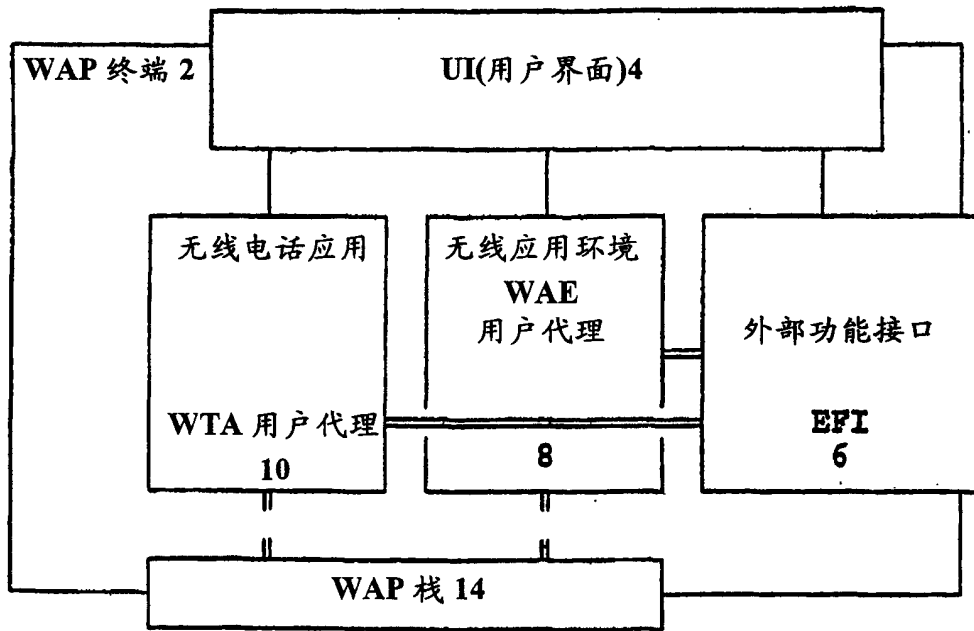 WAP 终端 2
UI(用户界面)4
无线电话应用
WTA 用户代理
10
无线应用环境
WAE
用户代理
8
外部功能接口
EFI
6
WAP 栈 14